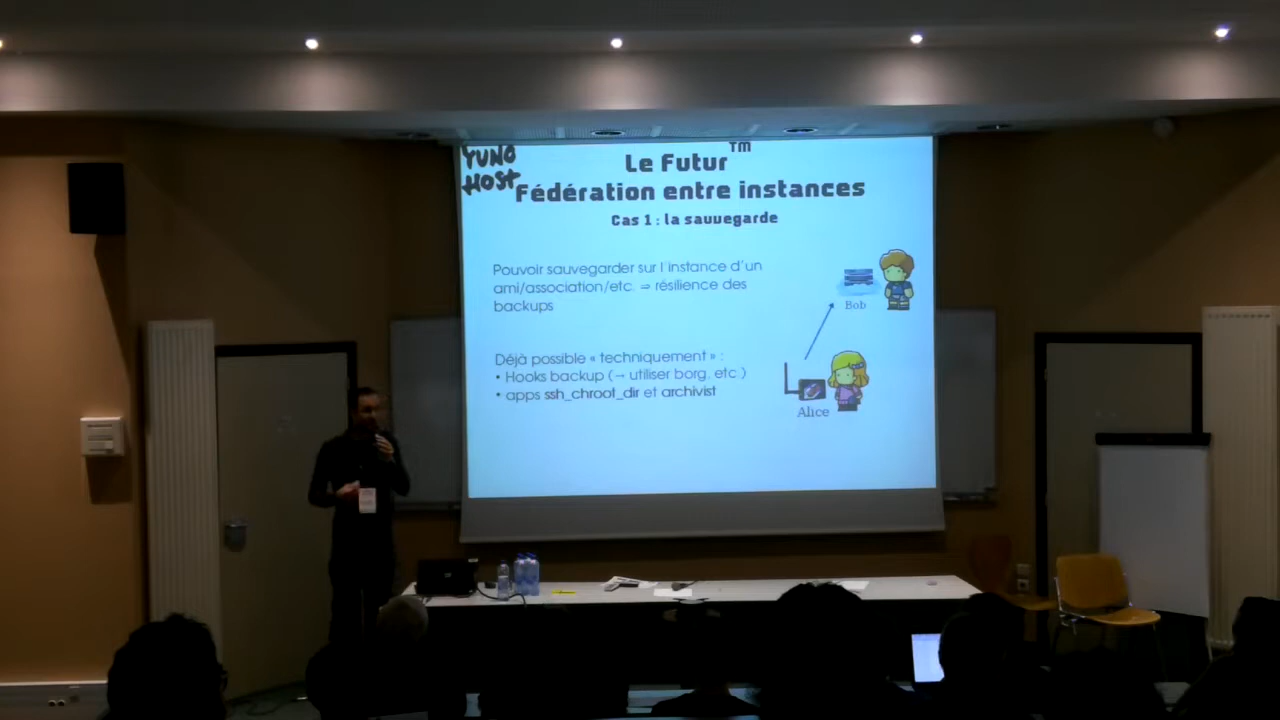 YUNO
HOST
Le Futur™
Fédération entre instances
Cas 1 : la sauvegarde
Pouvoir sauvegarder sur l'instance d'un
ami/association/etc. ⇒ résilience des
backups
Bob
Déjà possible « techniquement » :
• Hooks backup (→ utiliser borg, etc.)
• apps ssh_chroot_dir et archivist
Alice